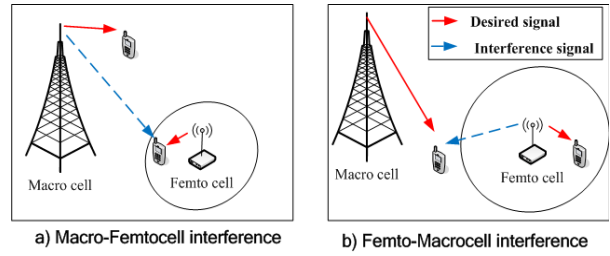 Desired signal
Interference signal
Macro cell
Femto cell
Macro cell
Femto cell
a) Macro-Femtocell interference
b) Femto-Macrocell interference